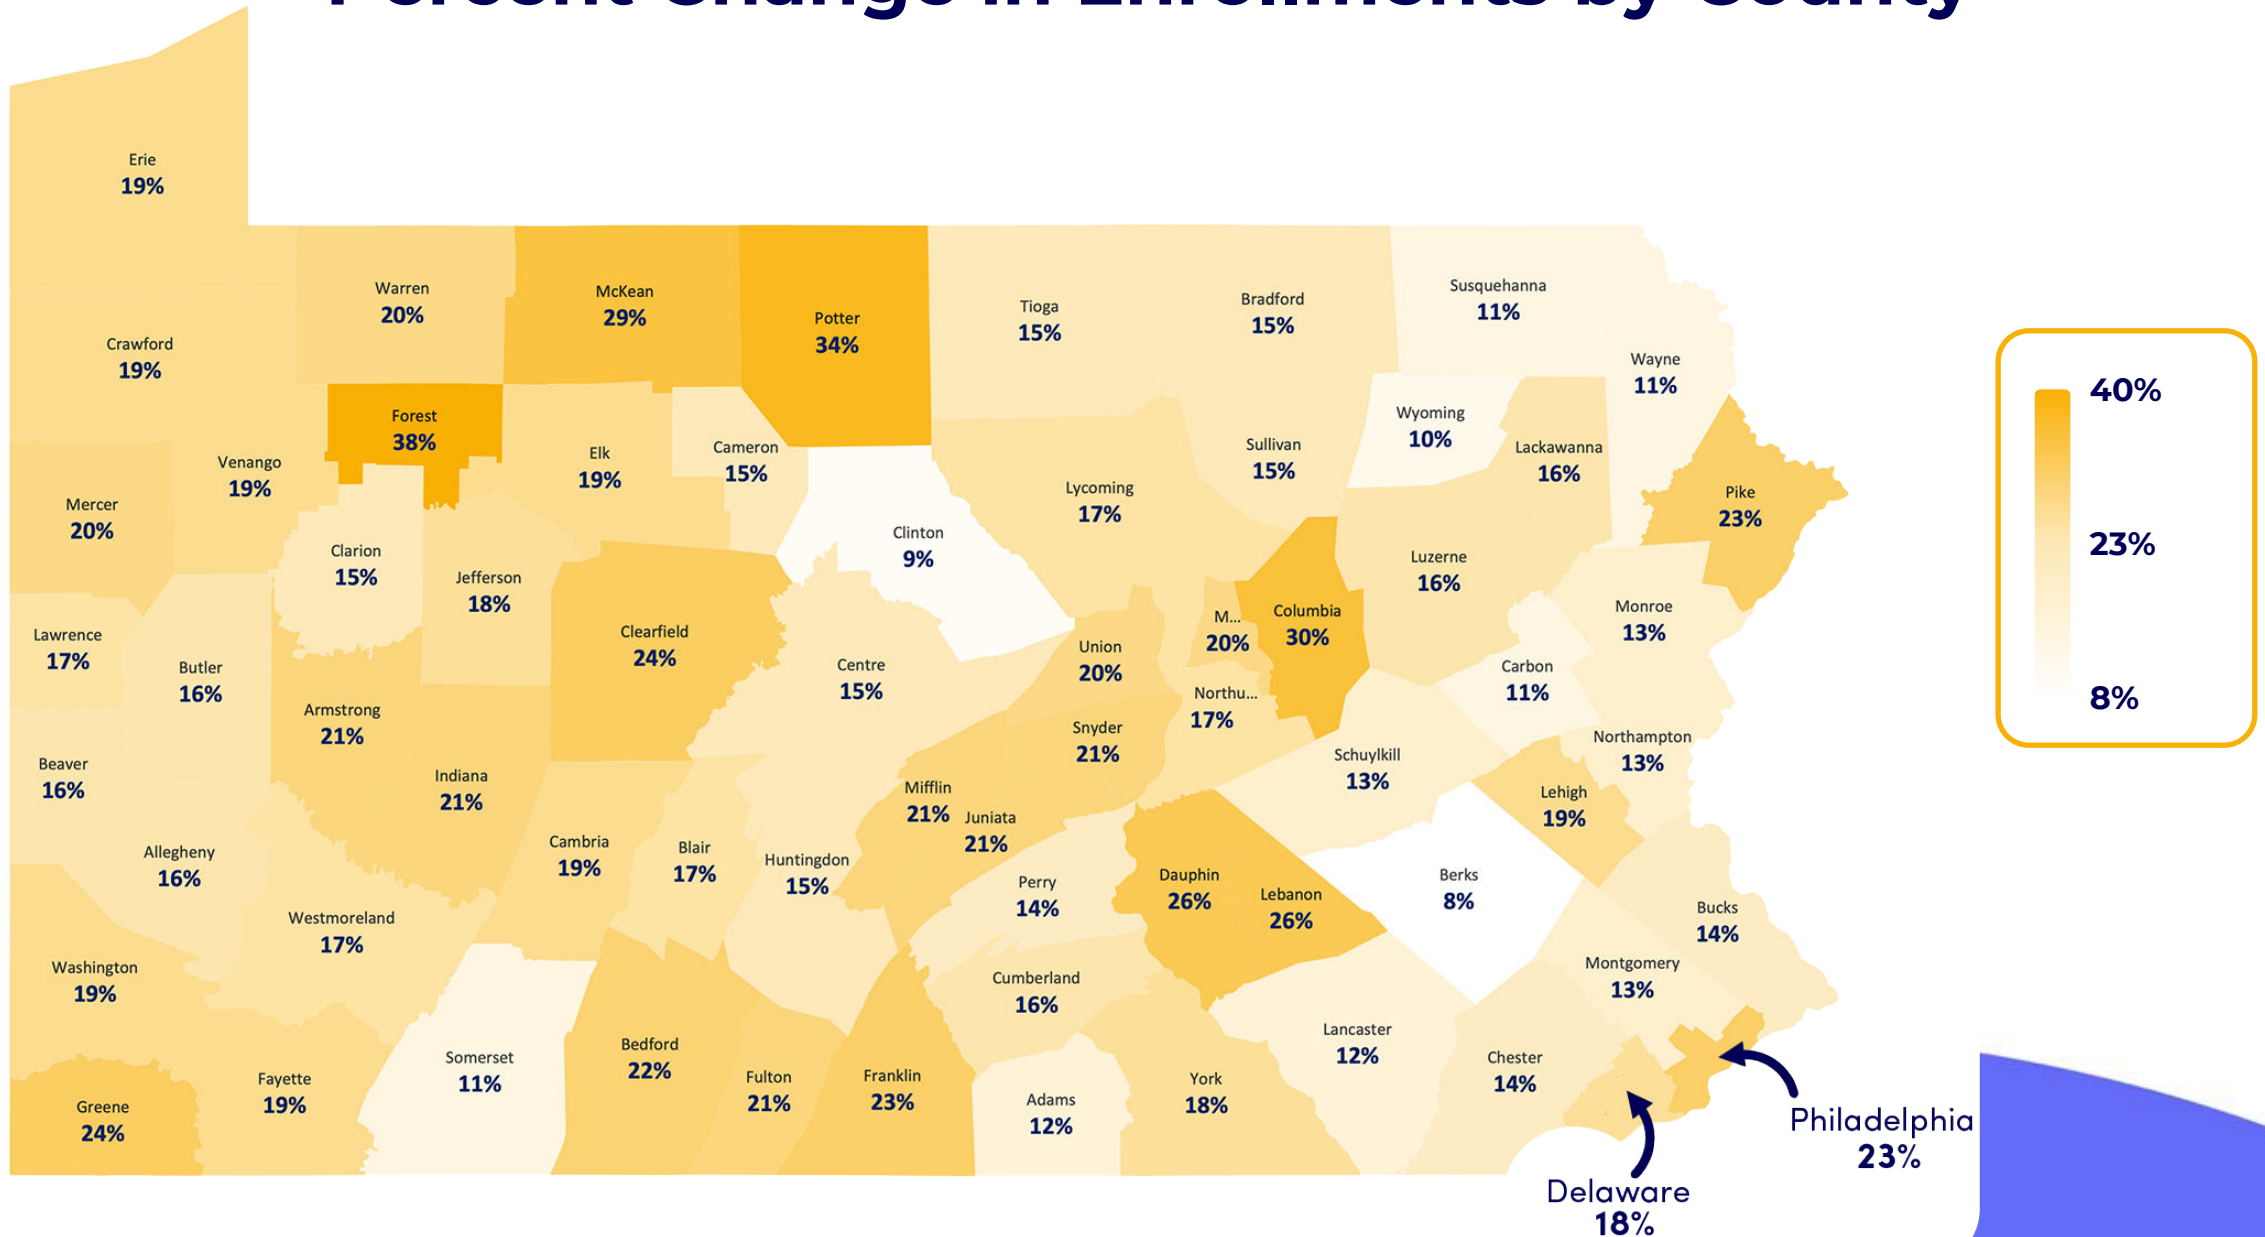 Percent Change in Enrollments by County
Erie
19%
Warren
20%
McKean
29%
Potter
34%
Tioga
15%
Bradford
15%
Susquehanna
11%
Wayne
11%
Crawford
19%
Forest
38%
Venango
19%
Elk
19%
Cameron
15%
Mercer
20%
Clarion
15%
Jefferson
18%
Clinton
9%
Lycoming
17%
Sullivan
15%
Wyoming
10%
Lackawanna
16%
Pike
23%
Luzerne
16%
Columbia
30%
M...
20%
Monroe
13%
Carbon
11%
Lawrence
17%
Butler
16%
Clearfield
24%
Centre
15%
Union
20%
Northu...
17%
Snyder
21%
Armstrong
21%
Indiana
21%
Beaver
16%
Allegheny
16%
Cambria
19%
Blair
17%
Huntingdon
15%
Mifflin
21%
Juniata
21%
Schuylkill
13%
Northampton
13%
Lehigh
19%
Perry
14%
Dauphin
26%
Lebanon
26%
Berks
8%
Bucks
14%
Montgomery
13%
Westmoreland
17%
Washington
19%
Cumberland
16%
Lancaster
12%
Chester
14%
Somerset
11%
Bedford
22%
Fulton
21%
Franklin
23%
Adams
12%
York
18%
Fayette
19%
Greene
24%
Philadelphia
23%
Delaware
18%
40%
23%
8%